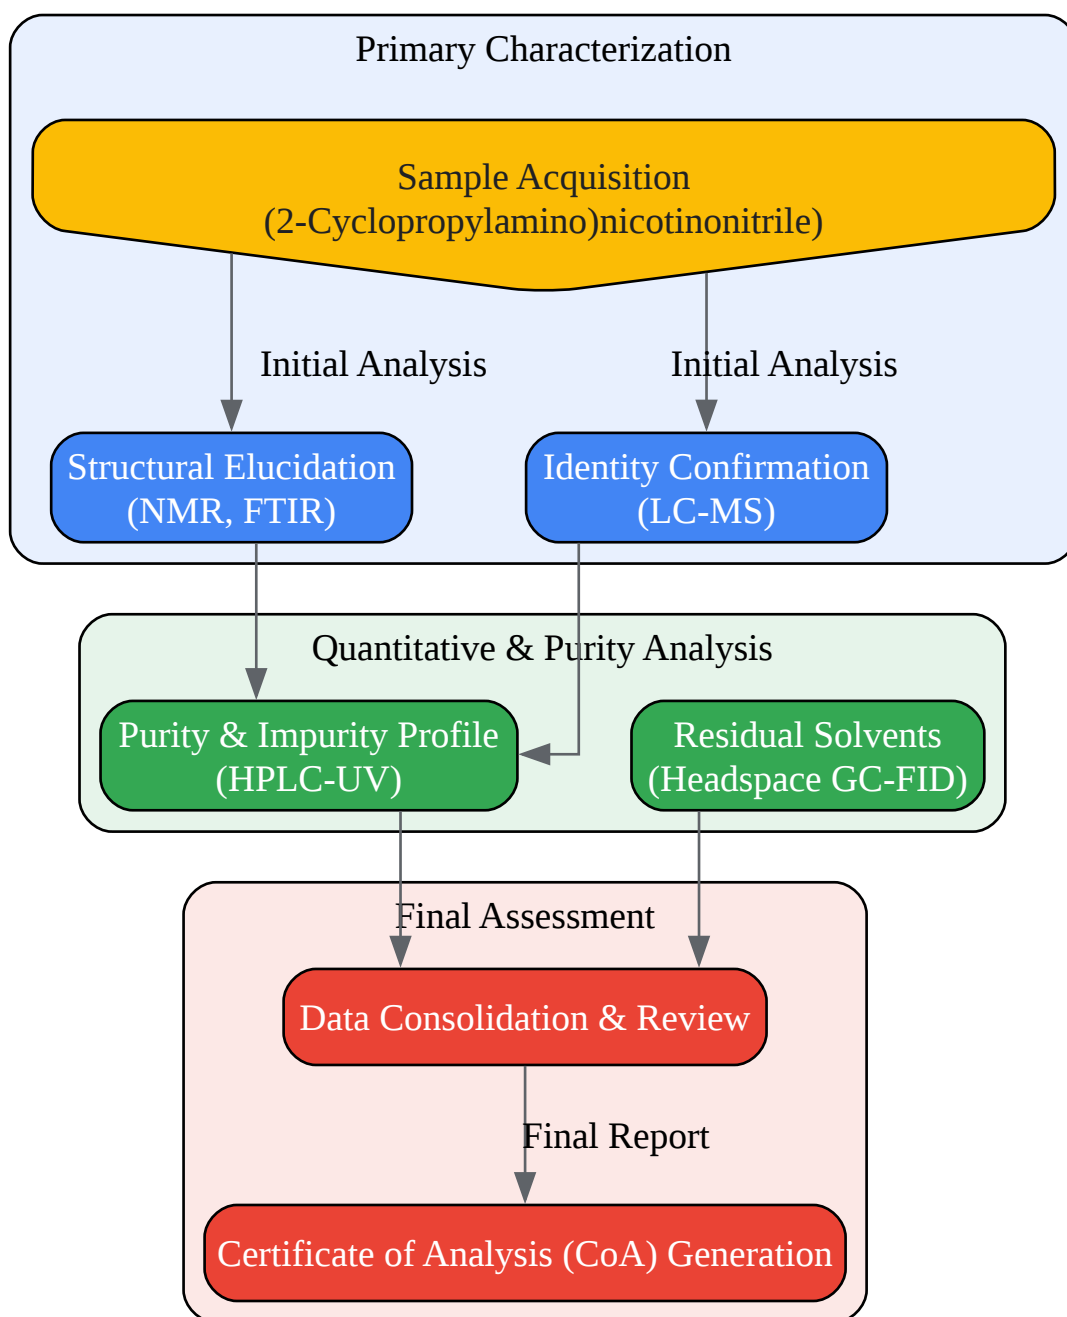 Primary Characterization
Sample Acquisition
(2-Cyclopropylamino)nicotinonitrile)
Initial Analysis
Initial Analysis
Structural Elucidation
(NMR, FTIR)
Identity Confirmation
(LC-MS)
Quantitative & Purity Analysis
Purity & Impurity Profile
(HPLC-UV)
Residual Solvents
(Headspace GC-FID)
Final Assessment
Data Consolidation & Review
Final Report
Certificate of Analysis (CoA) Generation